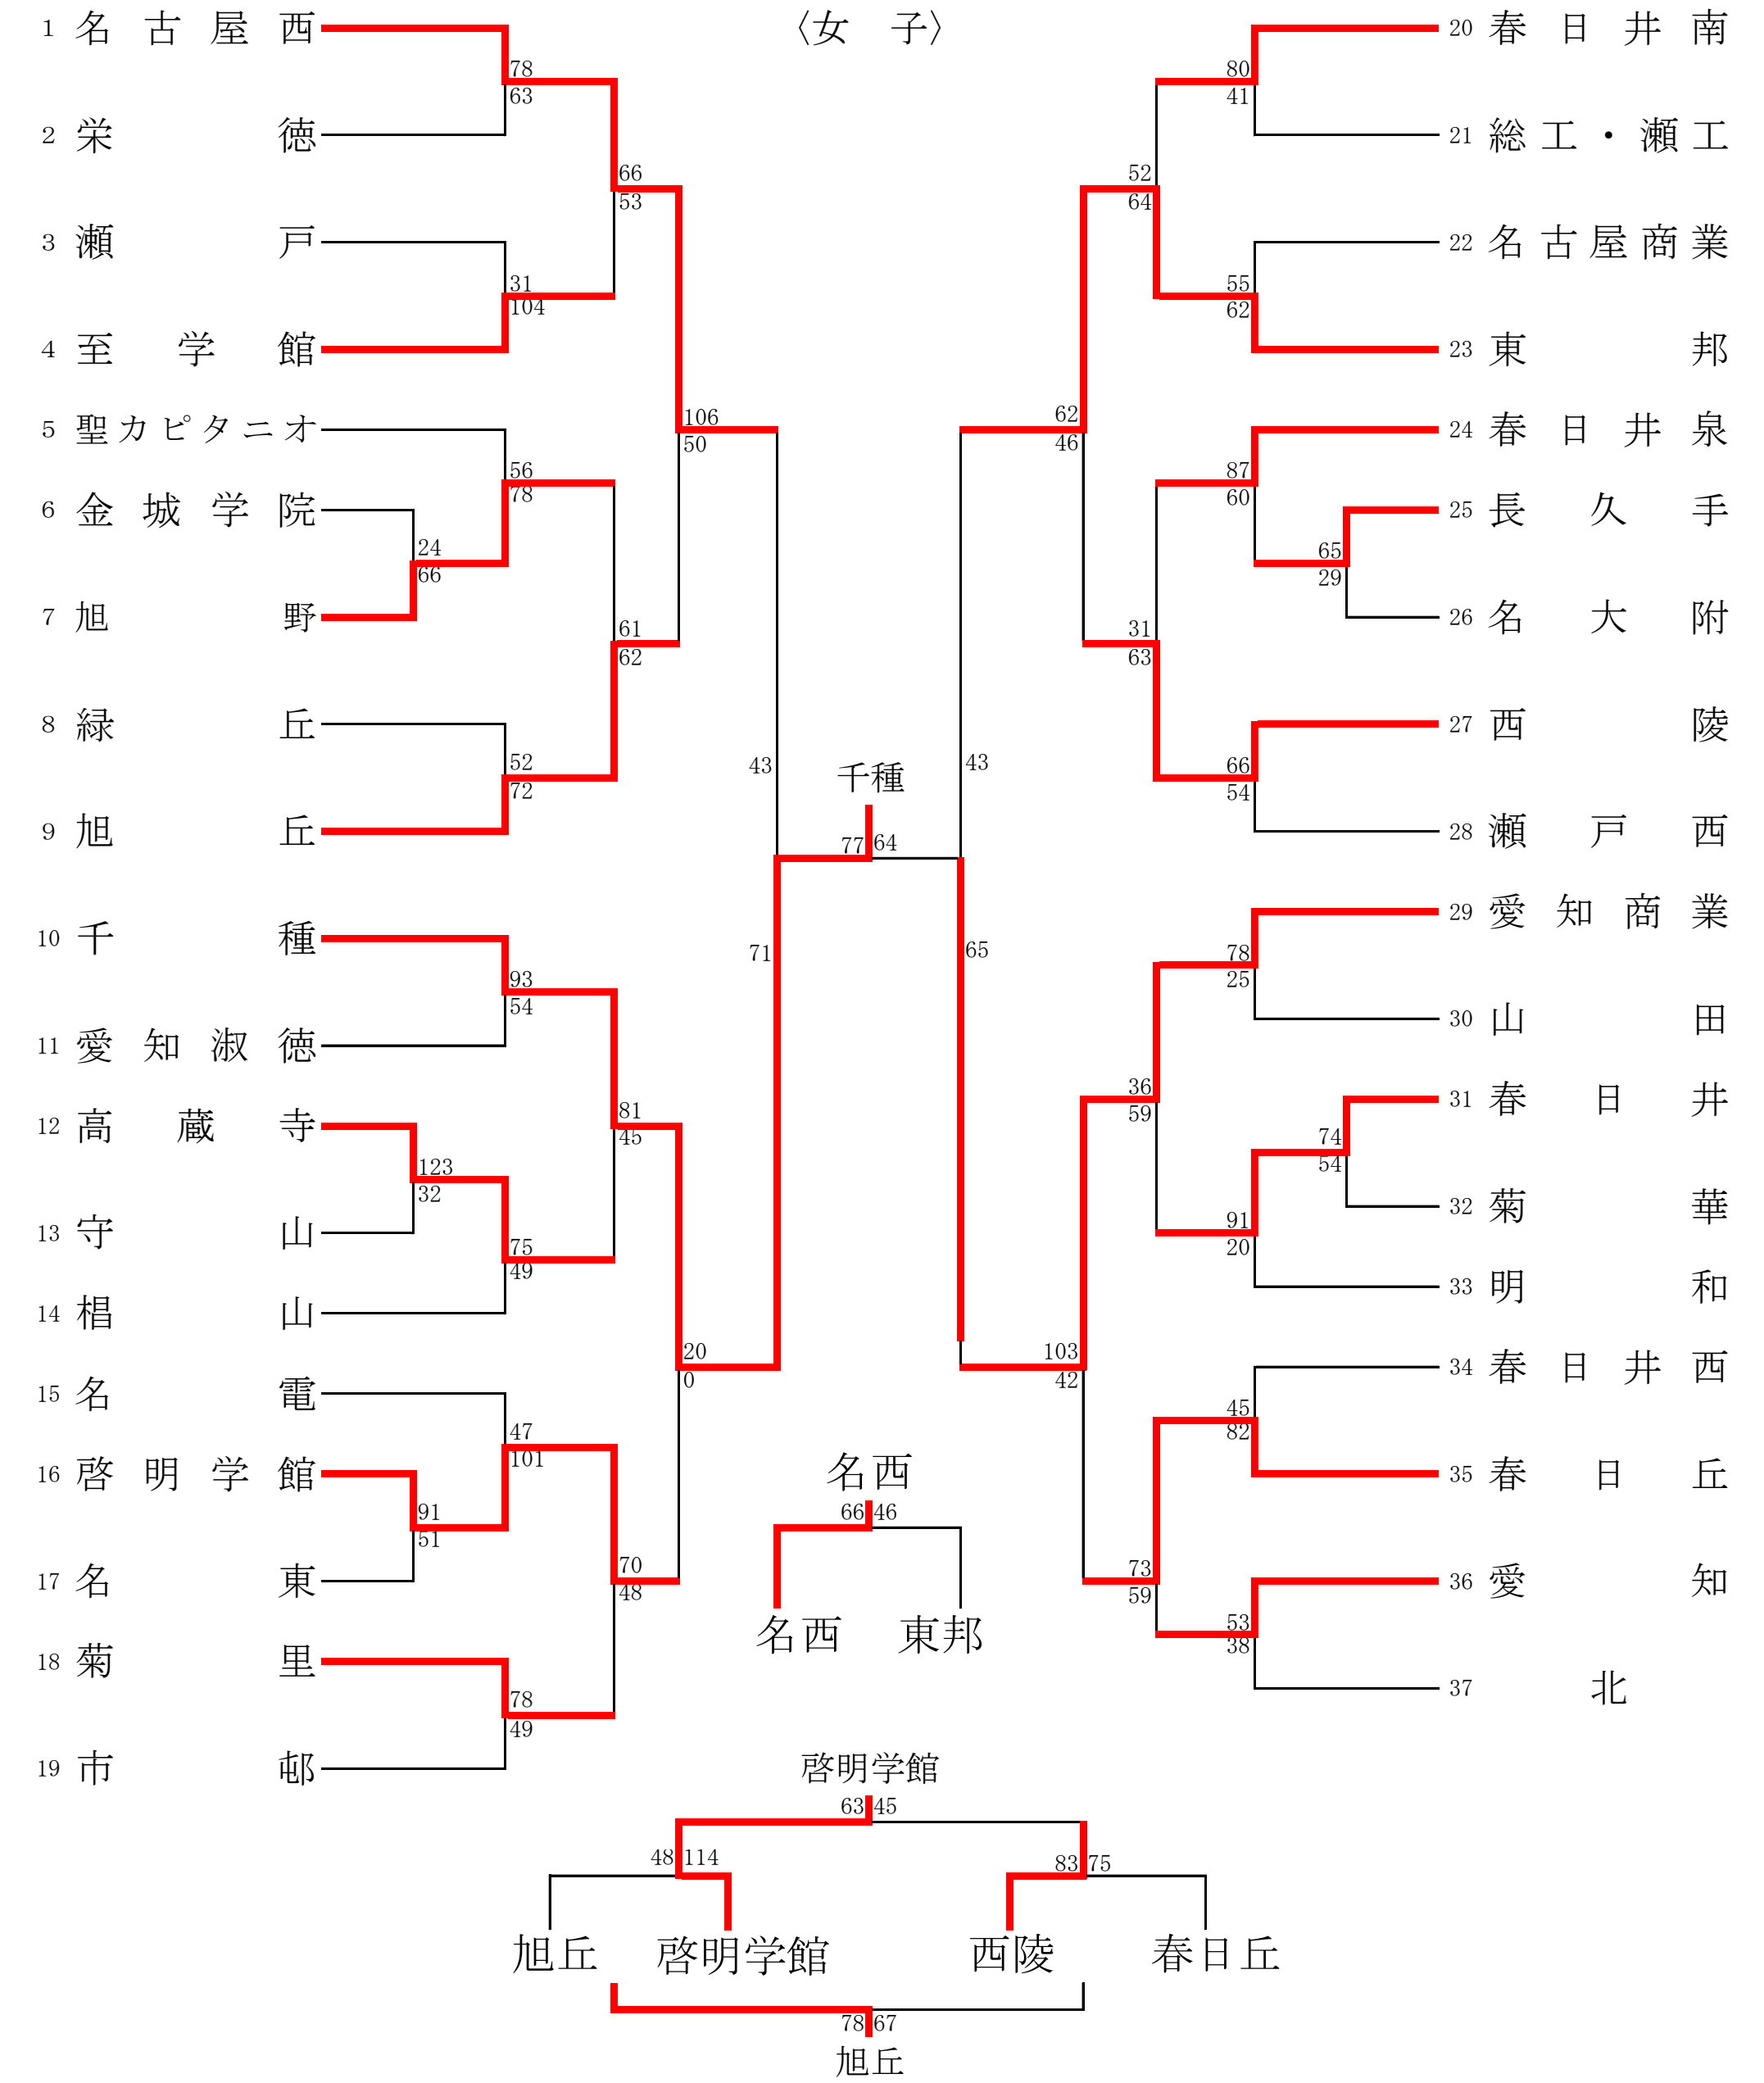 〈女 子〉
1 名古屋西
78
63
2 栄徳
66
53
3 瀬戸
31
104
4 至学館
106
50
5 聖カピタニオ
56
78
6 金城学院
24
66
7 旭野
61
62
8 緑丘
52
72
9 旭丘
43
71
10 千種
93
54
11 愛知淑徳
81
45
12 高蔵寺
123
32
13 守山
75
49
14 椙山
20
0
15 名電
47
101
16 啓明学館
91
51
17 名東
70
48
18 菊里
78
49
19 市邨
千種
77 64
43
65
20 春日井南
80
41
21 総工・瀬工
52
64
22 名古屋商業
55
62
23 東邦
62
46
24 春日井泉
87
60
25 長久手
65
29
26 名大附
31
63
27 西陵
66
54
28 瀬戸西
29 愛知商業
78
25
30 山田
36
59
31 春日井
74
54
32 菊華
91
20
33 明和
103
42
34 春日井西
45
82
35 春日丘
73
59
36 愛知
53
38
37 北
名西
66 46
名西 東邦
啓明学館
63 45
48 114 83 75
旭丘 啓明学館 西陵 春日丘
78 67
旭丘